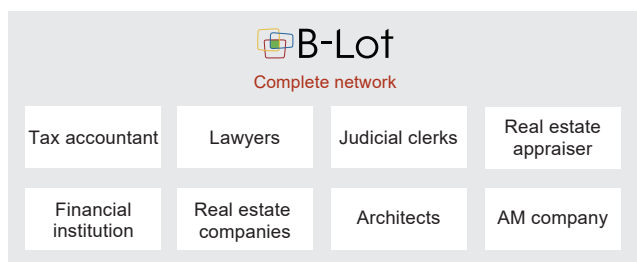 B-Lot
Complete network
Tax accountant
Lawyers
Judicial clerks
Real estate
appraiser
Financial
institution
Real estate
companies
Architects
AM company